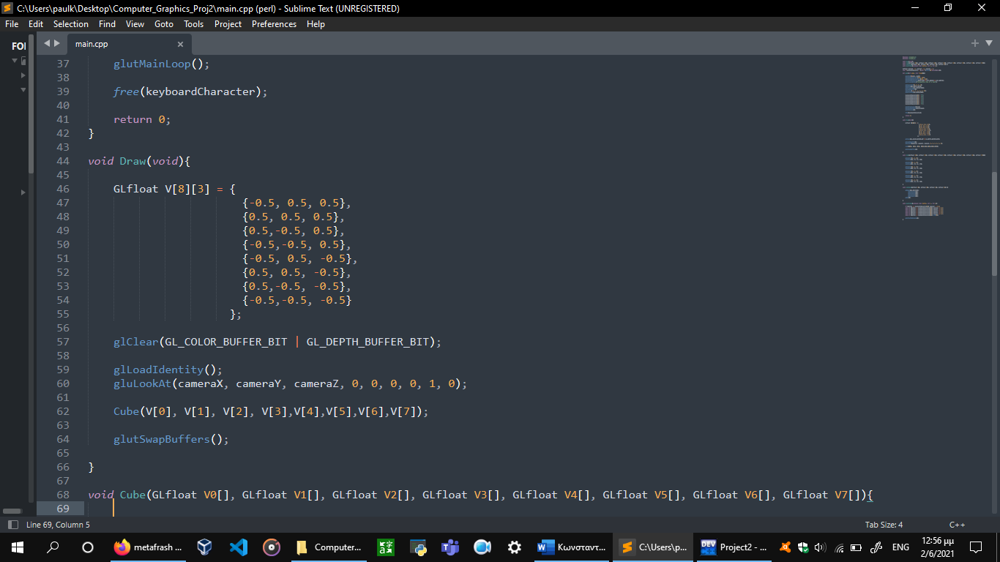 C:\Users\paulk\Desktop\Computer_Graphics_Proj2\main.cpp (perl) - Sublime Text (UNREGISTERED)
File Edit Selection Find View Goto Tools Project Preferences Help
FOI
main.cpp
37 glutMainLoop();
38
39 free(keyboardCharacter);
40
41 return 0;
42 }
43
44 void Draw(void){
45
46 GLfloat V[8][3] = {
47 {-0.5, 0.5, 0.5},
48 {0.5, 0.5, 0.5},
49 {0.5,-0.5, 0.5},
50 {-0.5,-0.5, 0.5},
51 {-0.5, 0.5, -0.5},
52 {0.5, 0.5, -0.5},
53 {0.5,-0.5, -0.5},
54 {-0.5,-0.5, -0.5}
55 };
56
57 glClear(GL_COLOR_BUFFER_BIT | GL_DEPTH_BUFFER_BIT);
58
59 glLoadIdentity();
60 gluLookAt(cameraX, cameraY, cameraZ, 0, 0, 0, 0, 1, 0);
61
62 Cube(V[0], V[1], V[2], V[3],V[4],V[5],V[6],V[7]);
63
64 glutSwapBuffers();
65
66 }
67
68 void Cube(GLfloat V0[], GLfloat V1[], GLfloat V2[], GLfloat V3[], GLfloat V4[], GLfloat V5[], GLfloat V6[], GLfloat V7[]){
69
Line 69, Column 5 Tab Size: 4 C++
metafrash ... Computer... Κωνσταντ... C:\Users\p... Project2 - ... ENG 12:56 μμ
2/6/2021